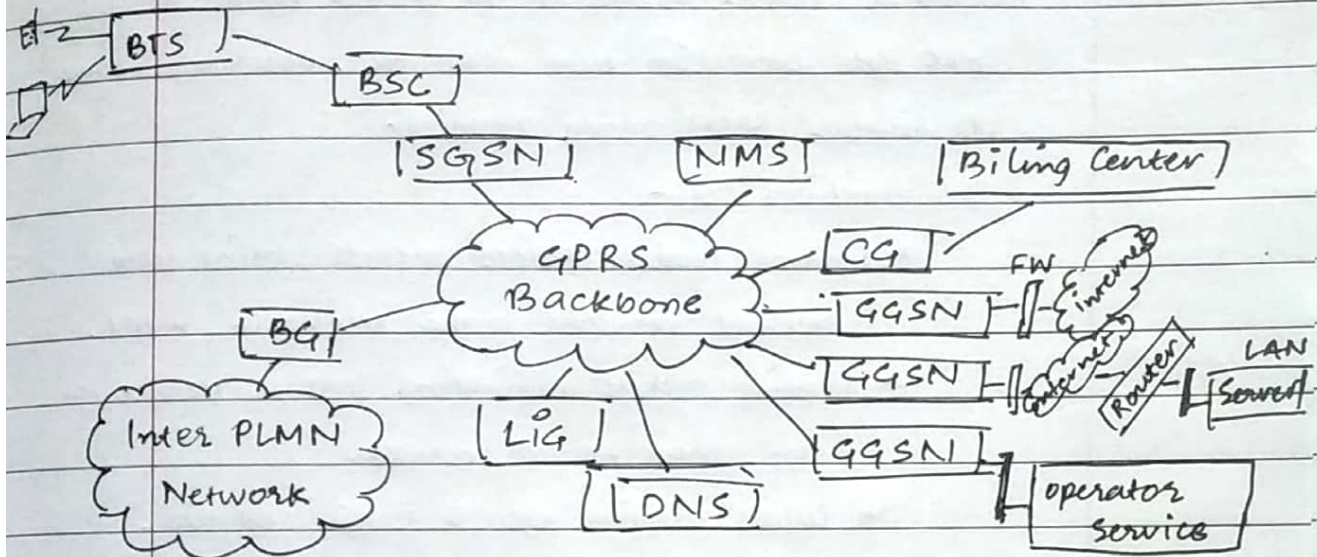 BTS
BSC
SGSN
NMS
Biling Center
GPRS
Backbone
CG
FW
internet
GGSN
BG
GGSN
internet
Router
LAN
Server
Inter PLMN
Network
LiG
DNS
GGSN
operator
service